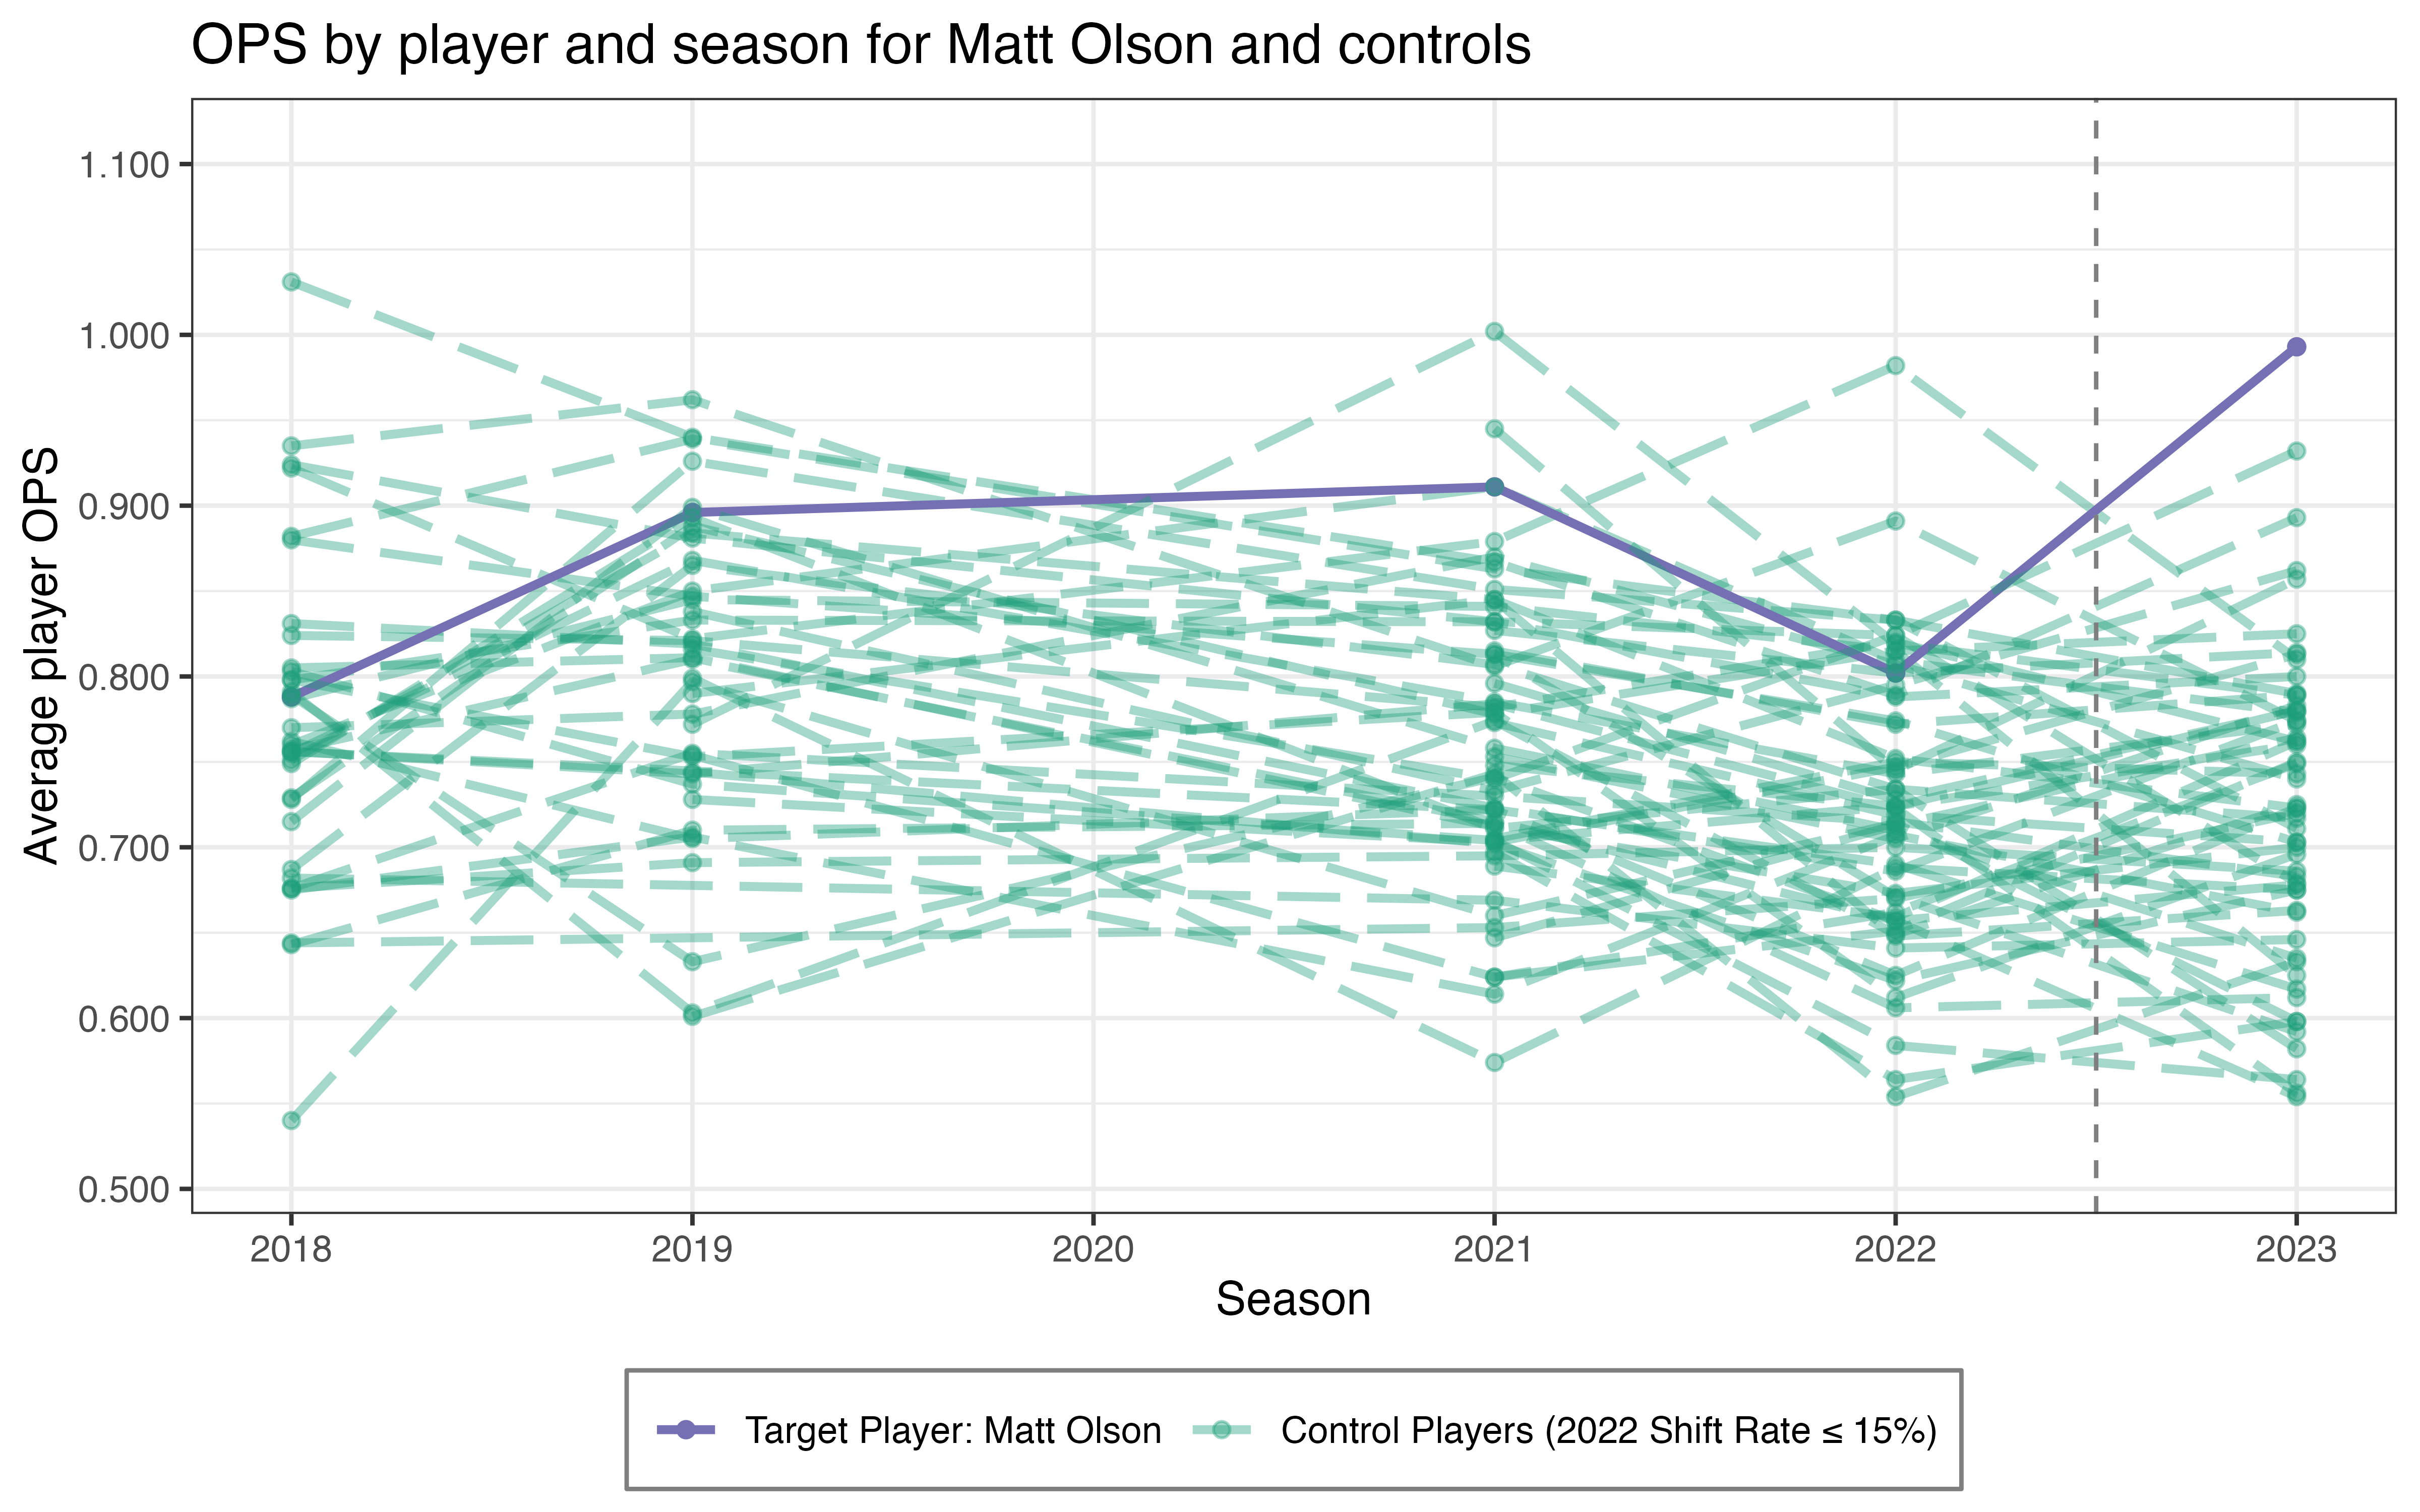 OPS by player and season for Matt Olson and controls
Average player OPS
1.100
1.000
0.900
0.800
0.700
0.600
0.500
2018 2019 2020 2021 2022 2023
Season
Target Player: Matt Olson Control Players (2022 Shift Rate ≤ 15%)